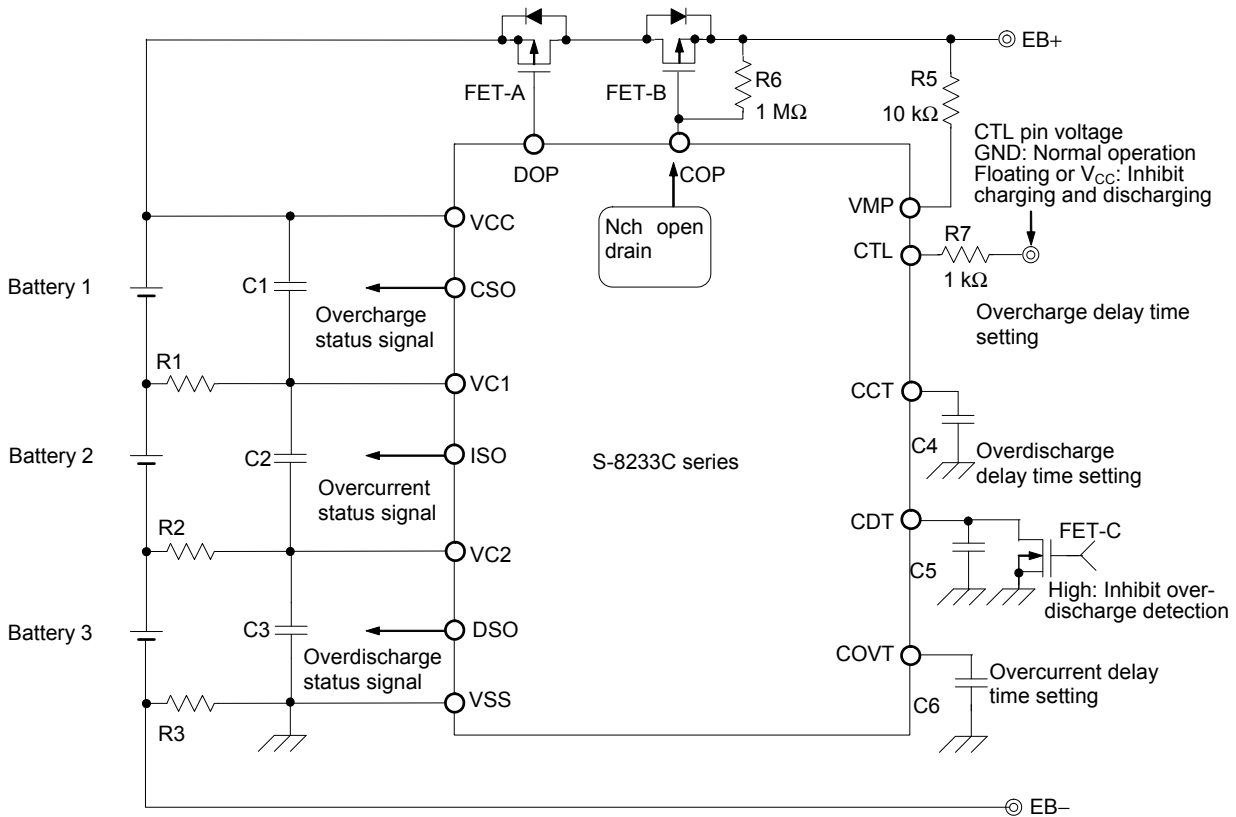 EB+
FET-A
FET-B
R6
1 MΩ
R5
10 kΩ
CTL pin voltage
GND: Normal operation
Floating or VCC: Inhibit
charging and discharging
DOP
COP
Nch open
drain
VMP
CTL
R7
1 kΩ
VCC
Battery 1
C1
CSO
Overcharge
status signal
Overcharge delay time
setting
R1
VC1
CCT
C4
Battery 2
C2
ISO
S-8233C series
Overdischarge
delay time setting
Overcurrent
status signal
R2
VC2
CDT
C5
FET-C
High: Inhibit over-
discharge detection
Battery 3
C3
DSO
Overdischarge
status signal
COVT
C6
Overcurrent delay
time setting
R3
VSS
EB−